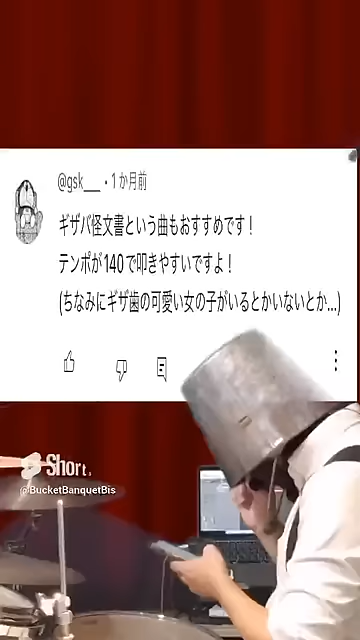 @gsk___・1か月前
ギザバ怪文書という曲もおすすめです！
テンポが140で叩きやすいですよ！
(ちなみにギザ歯の可愛い女の子がいるとかいないとか...)
Short.
@BucketBanquetBis